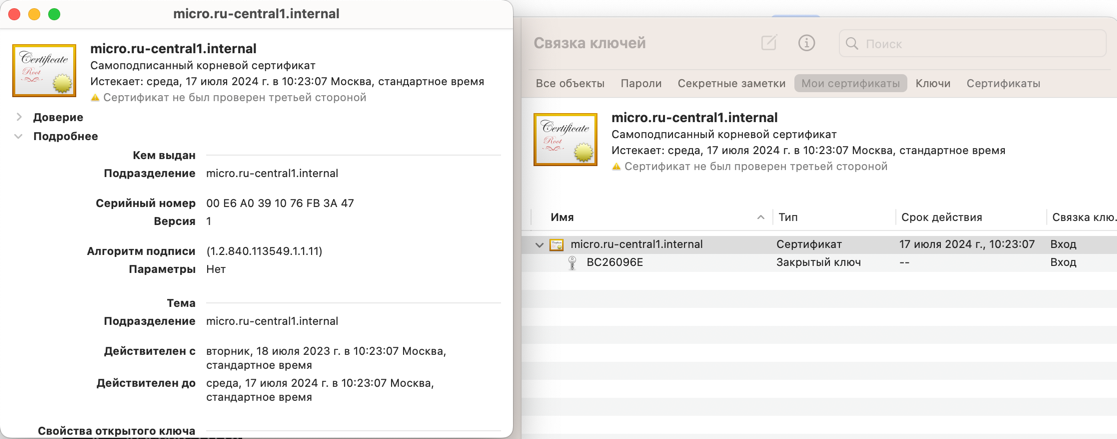 micro.ru-central1.internal
Certificate
Root
micro.ru-central1.internal
Самоподписанный корневой сертификат
Истекает: среда, 17 июля 2024 г. в 10:23:07 Москва, стандартное время
Сертификат не был проверен третьей стороной
Доверие
Подробнее
Кем выдан
Подразделение micro.ru-central1.internal
Серийный номер 00 E6 A0 39 10 76 FB 3A 47
Версия 1
Алгоритм подписи (1.2.840.113549.1.1.11)
Параметры Нет
Тема
Подразделение micro.ru-central1.internal
Действителен с вторник, 18 июля 2023 г. в 10:23:07 Москва,
стандартное время
Действителен до среда, 17 июля 2024 г. в 10:23:07 Москва,
стандартное время
Свойства открытого ключа
Связка ключей
Поиск
Все объекты Пароли Секретные заметки Мои сертификаты Ключи Сертификаты
Certificate
Root
micro.ru-central1.internal
Самоподписанный корневой сертификат
Истекает: среда, 17 июля 2024 г. в 10:23:07 Москва, стандартное время
Сертификат не был проверен третьей стороной
Имя Тип Срок действия Связка клю.
micro.ru-central1.internal Сертификат 17 июля 2024 г., 10:23:07 Вход
BC26096E Закрытый ключ -- Вход